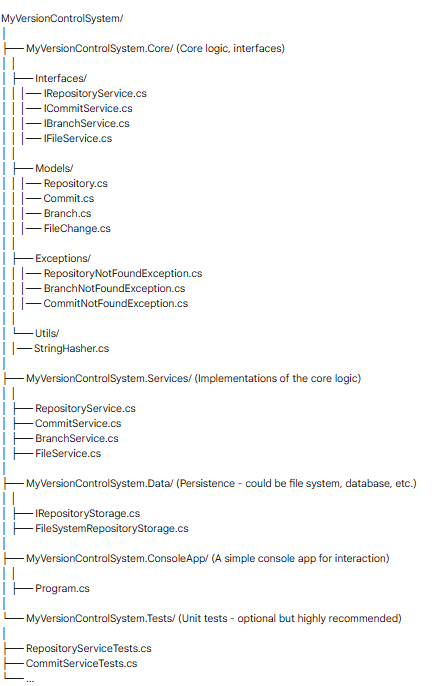 MyVersionControlSystem/
│
├── MyVersionControlSystem.Core/ (Core logic, interfaces)
│ │
│ ├── Interfaces/
│ │ ├── IRepositoryService.cs
│ │ ├── ICommitService.cs
│ │ ├── IBranchService.cs
│ │ ├── IFileService.cs
│ │
│ ├── Models/
│ │ ├── Repository.cs
│ │ ├── Commit.cs
│ │ ├── Branch.cs
│ │ ├── FileChange.cs
│ │
│ ├── Exceptions/
│ │ ├── RepositoryNotFoundException.cs
│ │ ├── BranchNotFoundException.cs
│ │ ├── CommitNotFoundException.cs
│ │
│ └── Utils/
│ ├── StringHasher.cs
│
├── MyVersionControlSystem.Services/ (Implementations of the core logic)
│ │
│ ├── RepositoryService.cs
│ ├── CommitService.cs
│ ├── BranchService.cs
│ ├── FileService.cs
│
├── MyVersionControlSystem.Data/ (Persistence - could be file system, database, etc.)
│ │
│ ├── IRepositoryStorage.cs
│ ├── FileSystemRepositoryStorage.cs
│
├── MyVersionControlSystem.ConsoleApp/ (A simple console app for interaction)
│ │
│ ├── Program.cs
│
└── MyVersionControlSystem.Tests/ (Unit tests - optional but highly recommended)
│
├── RepositoryServiceTests.cs
├── CommitServiceTests.cs
└── ...